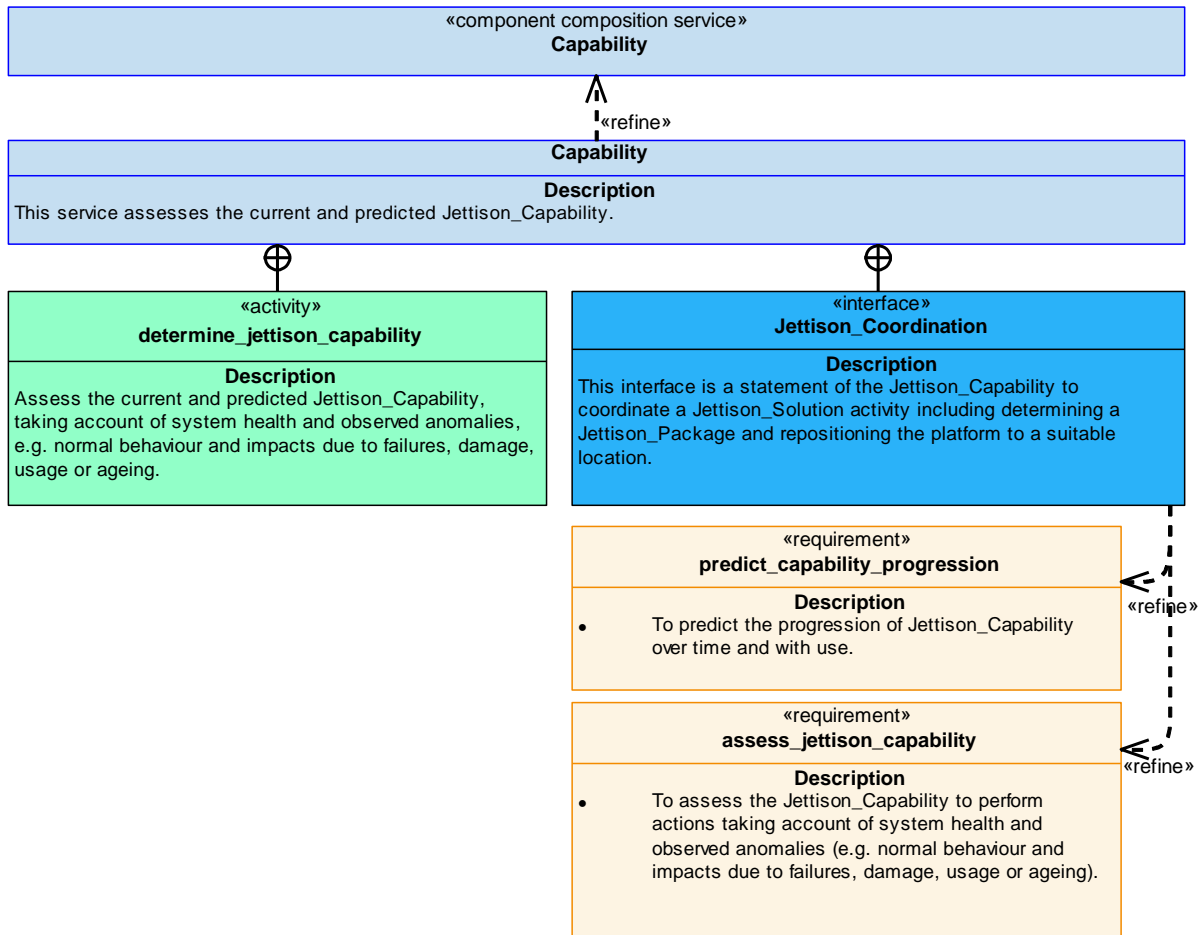 «component composition service»
Capability
«refine»
Capability
Description
This service assesses the current and predicted Jettison_Capability.
«activity»
determine_jettison_capability
Description
Assess the current and predicted Jettison_Capability,
taking account of system health and observed anomalies,
e.g. normal behaviour and impacts due to failures, damage,
usage or ageing.
«interface»
Jettison_Coordination
Description
This interface is a statement of the Jettison_Capability to
coordinate a Jettison_Solution activity including determining a
Jettison_Package and repositioning the platform to a suitable
location.
«requirement»
predict_capability_progression
Description
• To predict the progression of Jettison_Capability
over time and with use.
«refine»
«requirement»
assess_jettison_capability
Description
• To assess the Jettison_Capability to perform
actions taking account of system health and
observed anomalies (e.g. normal behaviour and
impacts due to failures, damage, usage or ageing).
«refine»